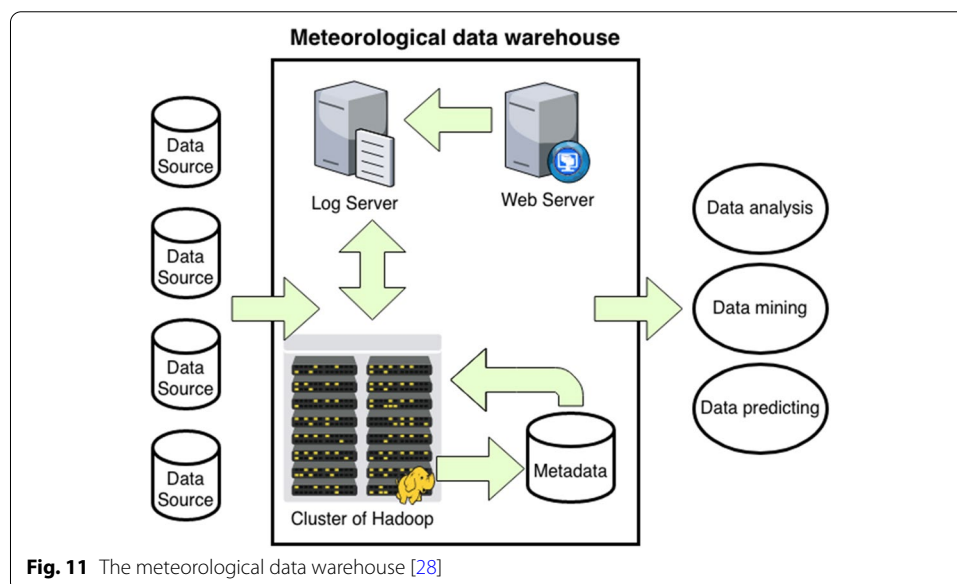 Meteorological data warehouse
Data
Source
Data
Source
Data
Source
Data
Source
Log Server
Web Server
Cluster of Hadoop
Metadata
Data analysis
Data mining
Data predicting
Fig. 11 The meteorological data warehouse [28]